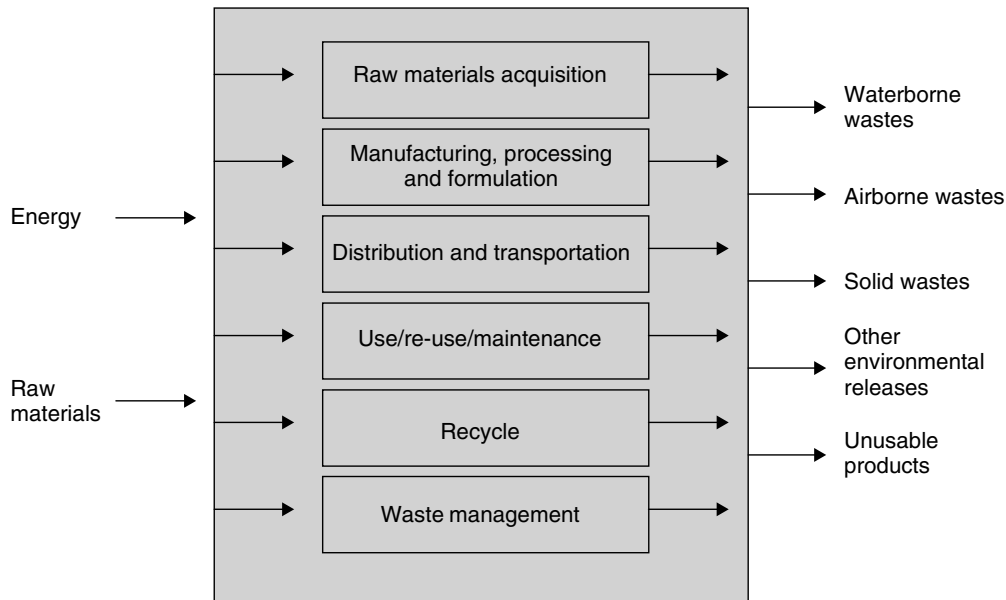 Energy
Raw
materials
Raw materials acquisition
Manufacturing, processing
and formulation
Distribution and transportation
Use/re-use/maintenance
Recycle
Waste management
Waterborne
wastes
Airborne wastes
Solid wastes
Other
environmental
releases
Unusable
products